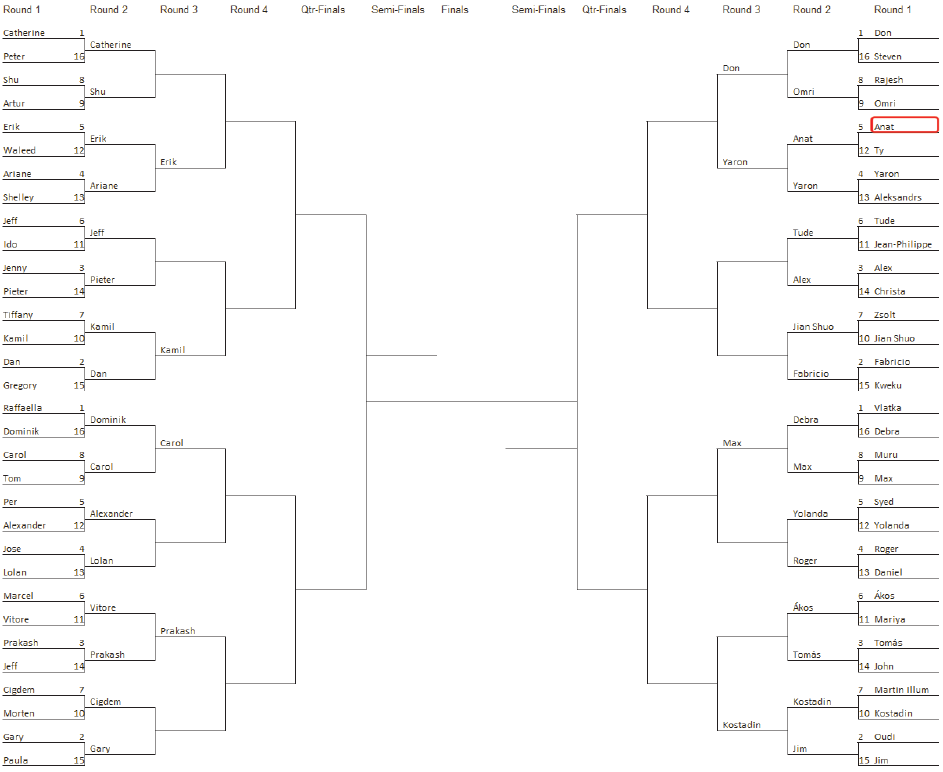 Round 1 Round 2 Round 3 Round 4 Qtr-Finals Semi-Finals Finals Semi-Finals Qtr-Finals Round 4 Round 3 Round 2 Round 1
Catherine 1 1 Don
Catherine Don
Peter 16 16 Steven
Don
Shu 8 8 Rajesh
Shu Omri
Artur 9 9 Omri
Erik 5 5 Anat
Erik Anat
Waleed 12 12 Ty
Erik Yaron
Ariane 4 4 Yaron
Ariane Yaron
Shelley 13 13 Aleksandrs
Jeff 6 6 Tude
Jeff Tude
Ido 11 11 Jean-Philippe
Jenny 3 3 Alex
Pieter Alex
Pieter 14 14 Christa
Tiffany 7 7 Zsolt
Kamil Jian Shuo
Kamil 10 10 Jian Shuo
Kamil
Dan 2 2 Fabricio
Dan Fabricio
Gregory 15 15 Kweku
Raffaella 1 1 Vlatka
Dominik Debra
Dominik 16 16 Debra
Carol Max
Carol 8 8 Muru
Carol Max
Tom 9 9 Max
Per 5 5 Syed
Alexander Yolanda
Alexander 12 12 Yolanda
Jose 4 4 Roger
Lolan Roger
Lolan 13 13 Daniel
Marcel 6 6 Ákos
Vitore Ákos
Vitore 11 11 Mariya
Prakash
Prakash 3 3 Tomás
Prakash Tomás
Jeff 14 14 John
Cigdem 7 7 Martin Illum
Cigdem Kostadin
Morten 10 10 Kostadin
Kostadin
Gary 2 2 Oudi
Gary Jim
Paula 15 15 Jim